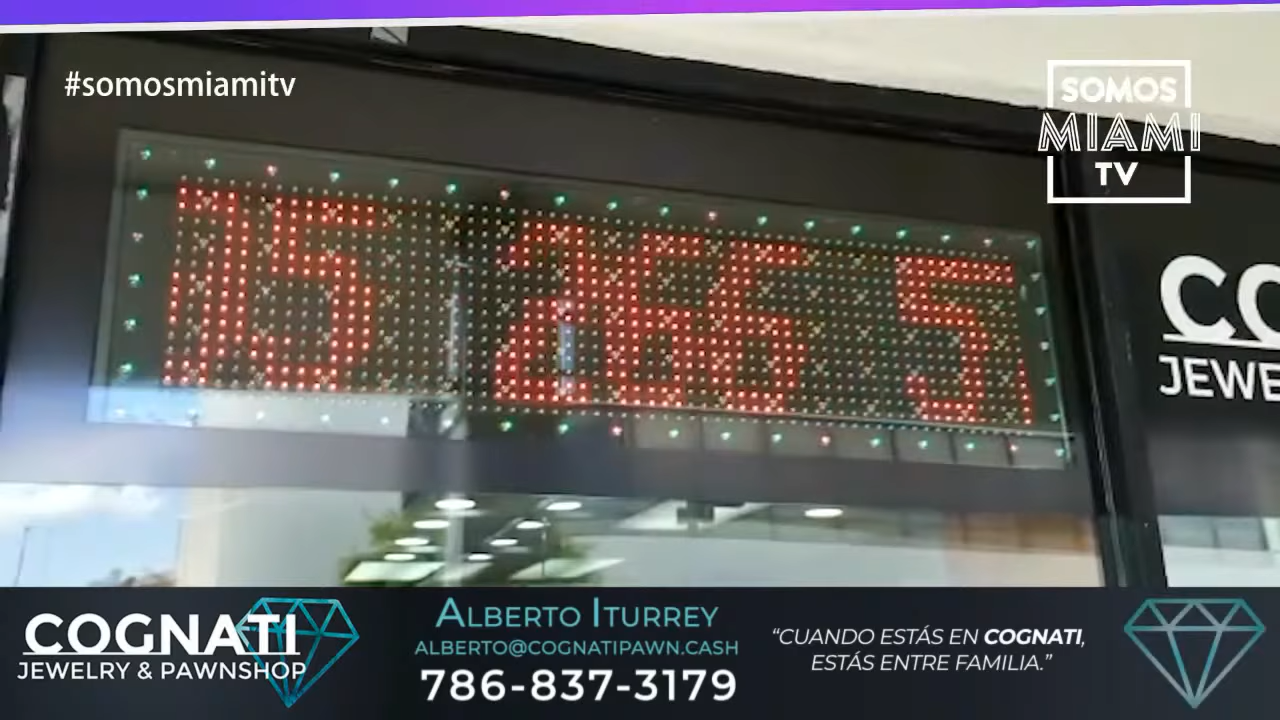 #somosmiamitv
SOMOS
MIAMI
TV
15 266 5
CO
JEWE
COGNATI
JEWELRY & PAWNSHOP
ALBERTO ITURREY
ALBERTO@COGNATIPAWN.CASH
786-837-3179
“CUANDO ESTÁS EN COGNATI,
ESTÁS ENTRE FAMILIA.”